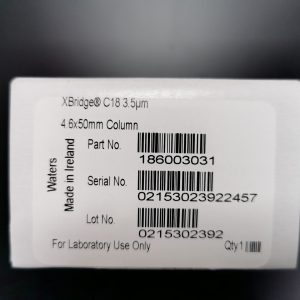 XBridge® C18 3.5µm
4.6x50mm Column
Part No.
186003031
Serial No.
02153023922457
Lot No.
0215302392
Waters
Made in Ireland
For Laboratory Use Only
Qty 1